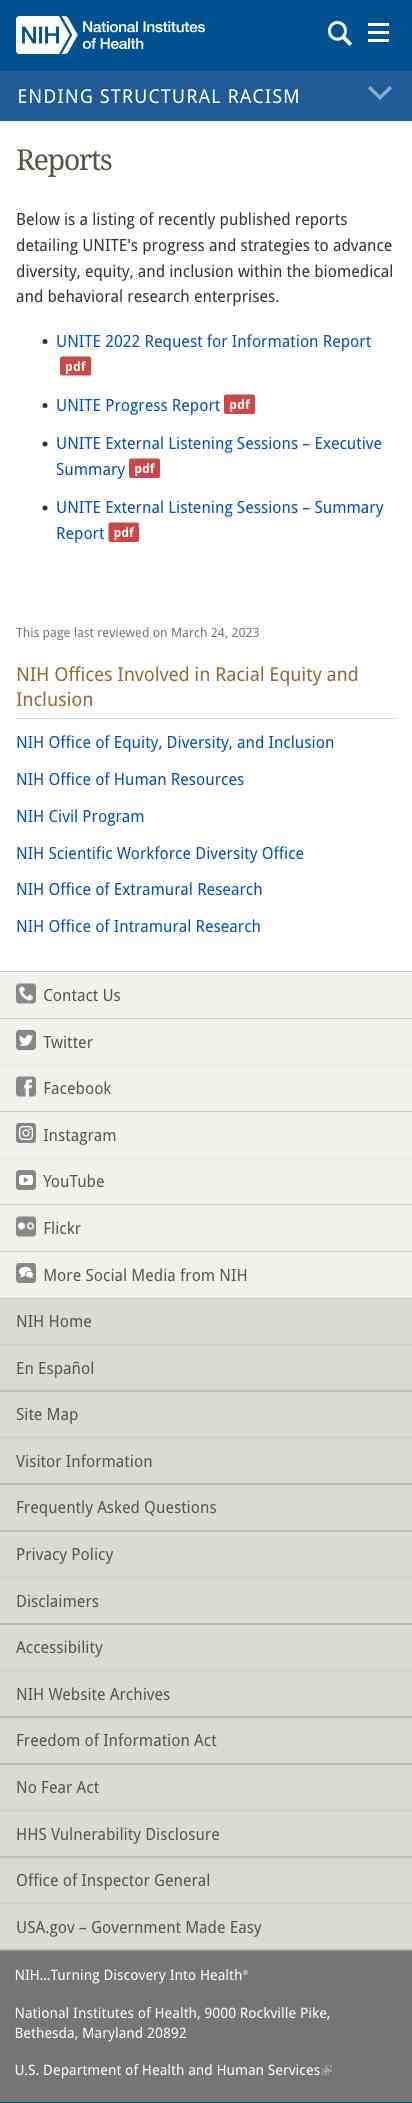 NIH National Institutes
of Health
ENDING STRUCTURAL RACISM
Reports
Below is a listing of recently published reports
detailing UNITE's progress and strategies to advance
diversity, equity, and inclusion within the biomedical
and behavioral research enterprises.
• UNITE 2022 Request for Information Report
pdf
• UNITE Progress Report pdf
• UNITE External Listening Sessions – Executive
Summary pdf
• UNITE External Listening Sessions – Summary
Report pdf
This page last reviewed on March 24, 2023
NIH Offices Involved in Racial Equity and
Inclusion
NIH Office of Equity, Diversity, and Inclusion
NIH Office of Human Resources
NIH Civil Program
NIH Scientific Workforce Diversity Office
NIH Office of Extramural Research
NIH Office of Intramural Research
Contact Us
Twitter
Facebook
Instagram
YouTube
Flickr
More Social Media from NIH
NIH Home
En Español
Site Map
Visitor Information
Frequently Asked Questions
Privacy Policy
Disclaimers
Accessibility
NIH Website Archives
Freedom of Information Act
No Fear Act
HHS Vulnerability Disclosure
Office of Inspector General
USA.gov – Government Made Easy
NIH…Turning Discovery Into Health®
National Institutes of Health, 9000 Rockville Pike,
Bethesda, Maryland 20892
U.S. Department of Health and Human Services